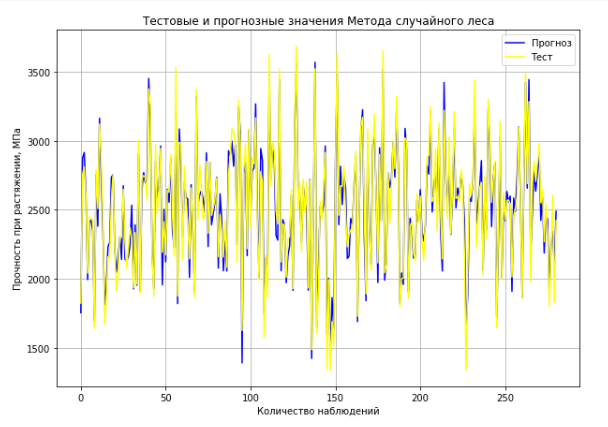 Тестовые и прогнозные значения Метода случайного леса
Прогноз
Тест
Прочность при растяжении, МПа
3500
3000
2500
2000
1500
0
50
100
150
200
250
Количество наблюдений